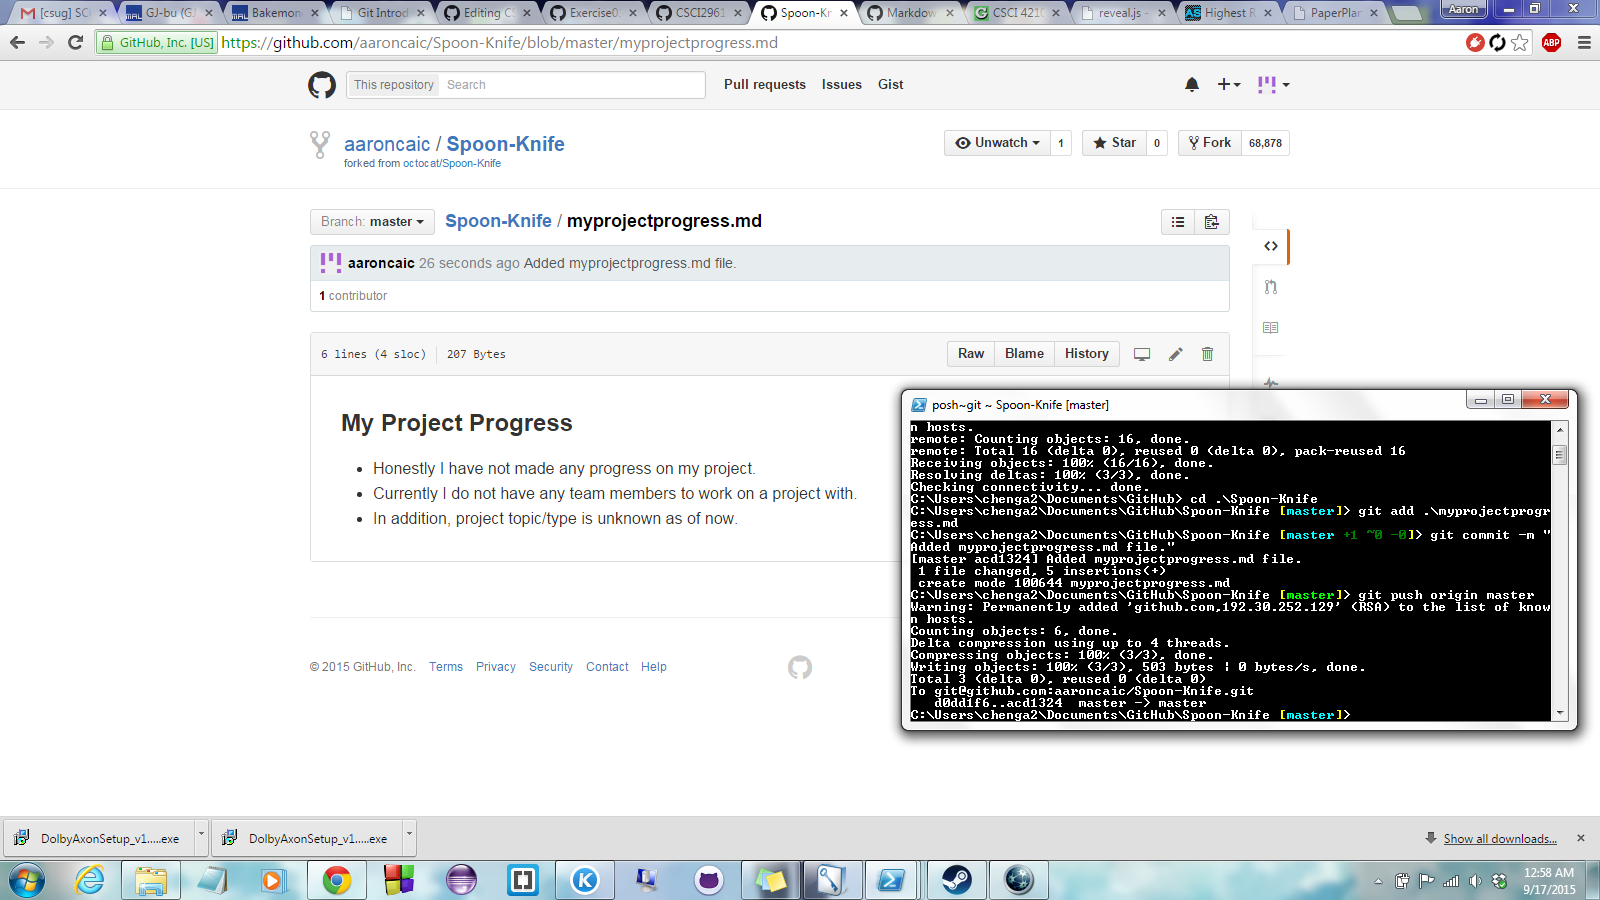 [csug] SC
GJ-bu (GJ
Bakemon
Git Introd
Editing CS
Exercise0
CSCI2961
Spoon-Kn
Markdow
CSCI 4210
reveal.js -
Highest R
PaperPlan
Aaron
GitHub, Inc. [US]
https://github.com/aaroncaic/Spoon-Knife/blob/master/myprojectprogress.md
ABP
This repository
Search
Pull requests
Issues
Gist
aaroncaic / Spoon-Knife
forked from octocat/Spoon-Knife
Unwatch
1
Star
0
Fork
68,878
Branch: master
Spoon-Knife / myprojectprogress.md
aaroncaic 26 seconds ago Added myprojectprogress.md file.
1 contributor
6 lines (4 sloc)
207 Bytes
Raw
Blame
History
My Project Progress
• Honestly I have not made any progress on my project.
• Currently I do not have any team members to work on a project with.
• In addition, project topic/type is unknown as of now.
© 2015 GitHub, Inc.
Terms
Privacy
Security
Contact
Help
posh~git ~ Spoon-Knife [master]
n hosts.
remote: Counting objects: 16, done.
remote: Total 16 (delta 0), reused 0 (delta 0), pack-reused 16
Receiving objects: 100% (16/16), done.
Resolving deltas: 100% (3/3), done.
Checking connectivity... done.
C:\Users\chenga2\Documents\GitHub> cd .\Spoon-Knife
C:\Users\chenga2\Documents\GitHub\Spoon-Knife [master]> git add .\myprojectprogr
ess.md
C:\Users\chenga2\Documents\GitHub\Spoon-Knife [master +1 ~0 -0]> git commit -m "
Added myprojectprogress.md file."
[master acd1324] Added myprojectprogress.md file.
1 file changed, 5 insertions(+)
create mode 100644 myprojectprogress.md
C:\Users\chenga2\Documents\GitHub\Spoon-Knife [master]> git push origin master
Warning: Permanently added 'github.com,192.30.252.129' (RSA) to the list of know
n hosts.
Counting objects: 6, done.
Delta compression using up to 4 threads.
Compressing objects: 100% (3/3), done.
Writing objects: 100% (3/3), 503 bytes | 0 bytes/s, done.
Total 3 (delta 0), reused 0 (delta 0)
To git@github.com:aaroncaic/Spoon-Knife.git
d0dd1f6..acd1324  master -> master
C:\Users\chenga2\Documents\GitHub\Spoon-Knife [master]>
DolbyAxonSetup_v1.....exe
DolbyAxonSetup_v1.....exe
Show all downloads...
12:58 AM
9/17/2015